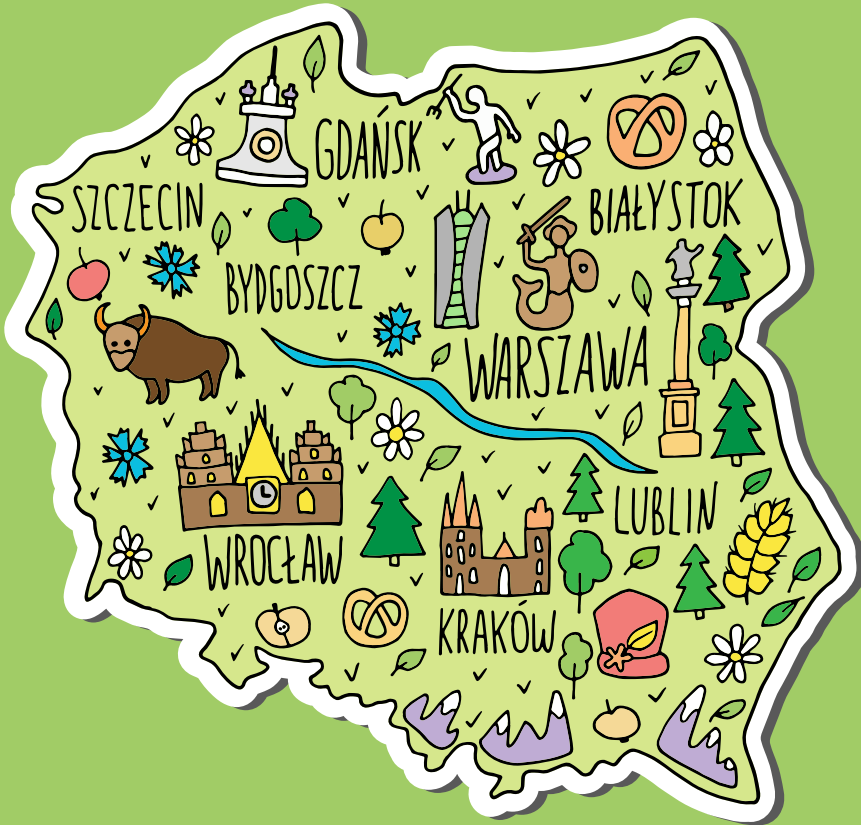 GDAŃSK
SZCZECIN
BIAŁYSTOK
BYDGOSZCZ
WARSZAWA
LUBLIN
WROCŁAW
KRAKÓW